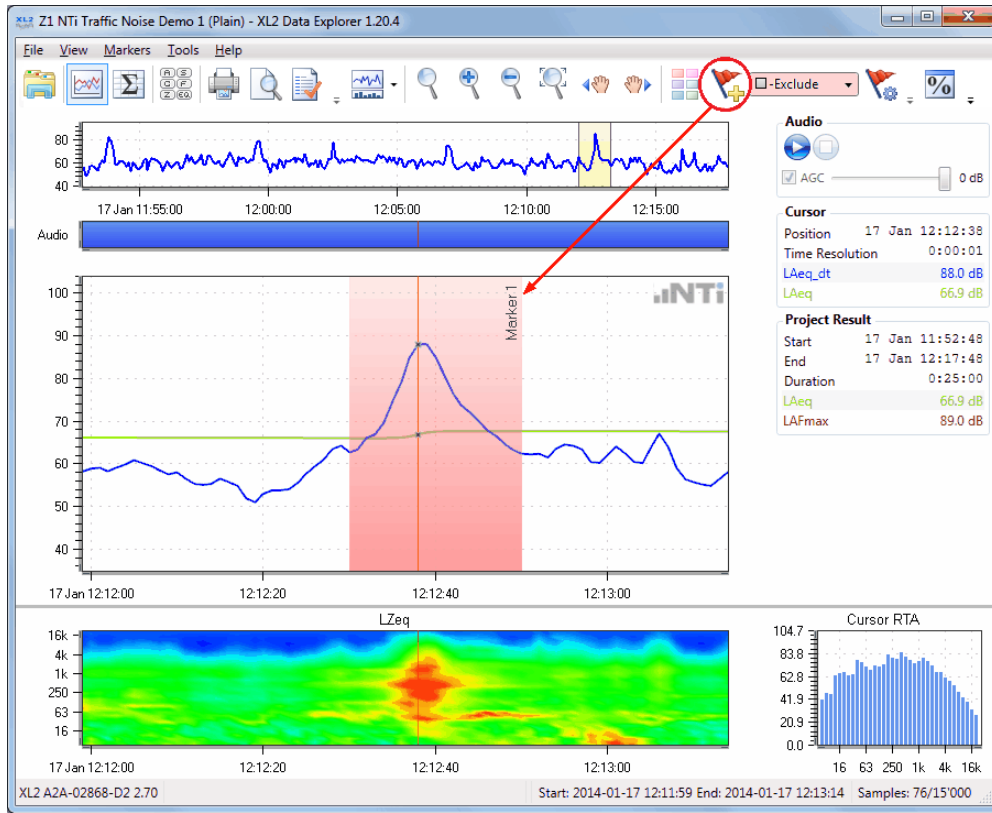 Z1 NTi Traffic Noise Demo 1 (Plain) - XL2 Data Explorer 1.20.4
File View Markers Tools Help
-Exclude
80
60
40
17 Jan 11:55:00 12:00:00 12:05:00 12:10:00 12:15:00
Audio
100
90
80
70
60
50
40
Marker 1
NTi
17 Jan 12:12:00 12:12:20 12:12:40 12:13:00
LZeq
16k
4k
1k
250
63
16
17 Jan 12:12:00 12:12:20 12:12:40 12:13:00
Audio
AGC 0 dB
Cursor
Position 17 Jan 12:12:38
Time Resolution 0:00:01
LAeq_dt 88.0 dB
LAeq 66.9 dB
Project Result
Start 17 Jan 11:52:48
End 17 Jan 12:17:48
Duration 0:25:00
LAeq 66.9 dB
LAFmax 89.0 dB
Cursor RTA
104.7
83.8
62.8
41.9
20.9
0.0
16 63 250 1k 4k 16k
XL2 A2A-02868-D2 2.70 Start: 2014-01-17 12:11:59 End: 2014-01-17 12:13:14 Samples: 76/15'000